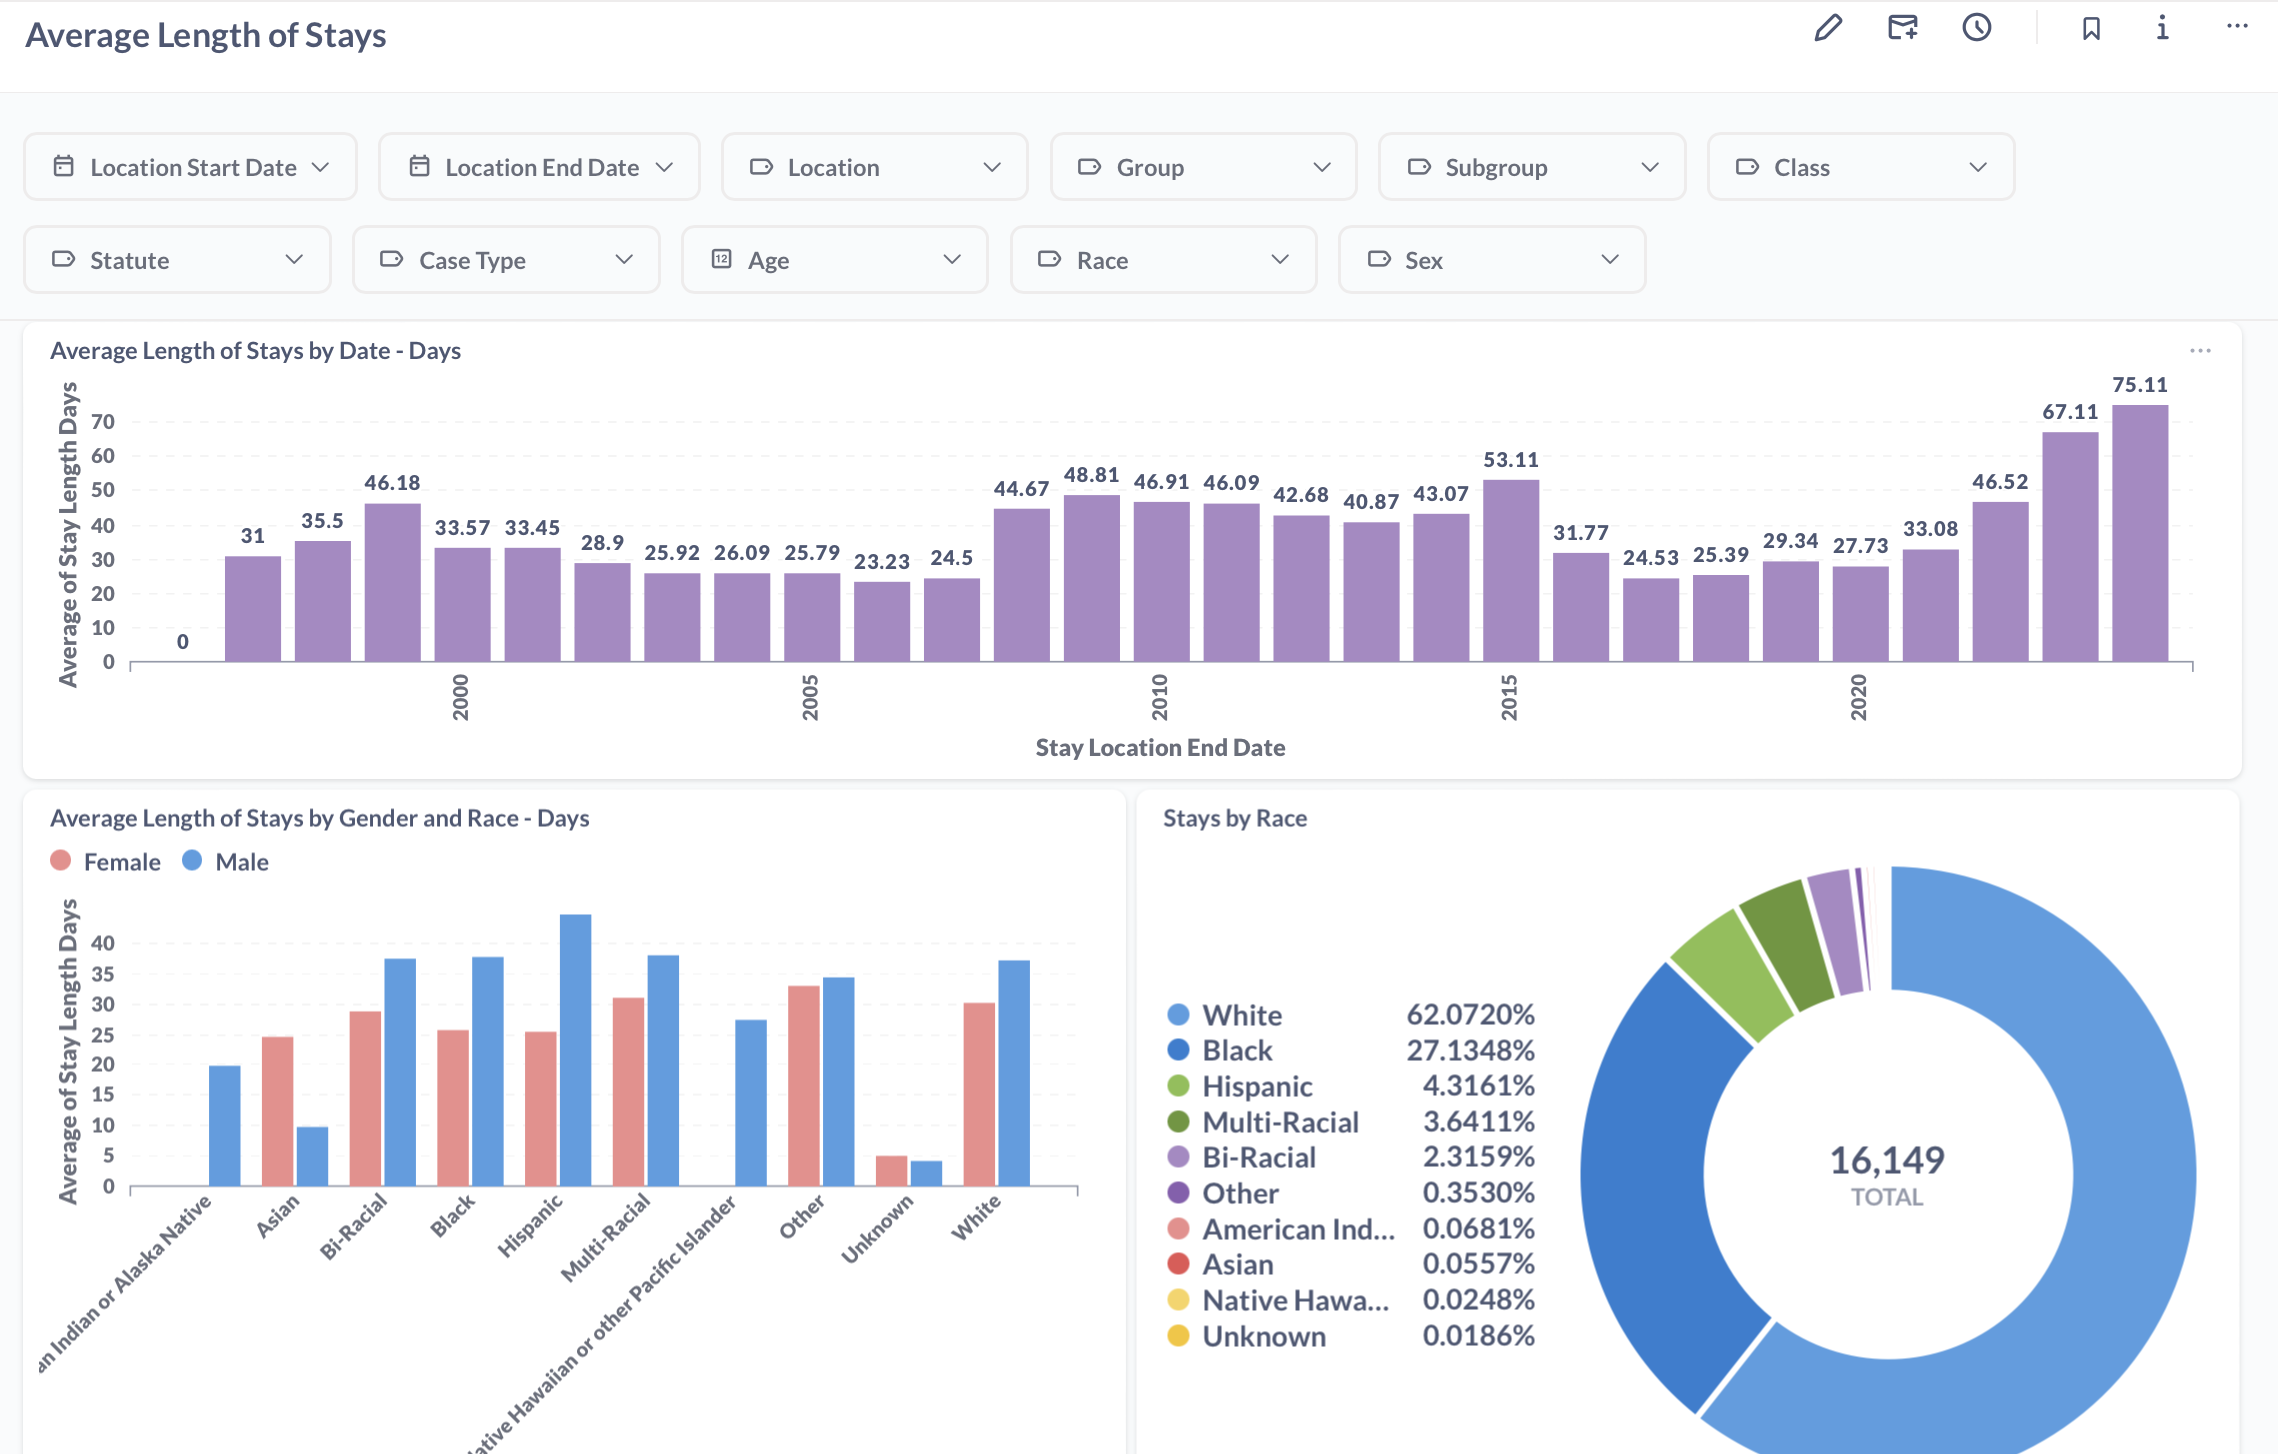 Average Length of Stays
Location Start Date
Location End Date
Location
Group
Subgroup
Class
Statute
Case Type
12
Age
Race
Sex
Average Length of Stays by Date - Days
Average of Stay Length Days
70
60
50
40
30
20
10
0
0
31
35.5
46.18
33.57
33.45
28.9
25.92
26.09
25.79
23.23
24.5
44.67
48.81
46.91
46.09
42.68
40.87
43.07
53.11
31.77
24.53
25.39
29.34
27.73
33.08
46.52
67.11
75.11
2000
2005
2010
2015
2020
Stay Location End Date
Average Length of Stays by Gender and Race - Days
Female
Male
Average of Stay Length Days
40
35
30
25
20
15
10
5
0
an Indian or Alaska Native
Asian
Bi-Racial
Black
Hispanic
Multi-Racial
lative Hawaiian or other Pacific Islander
Other
Unknown
White
Stays by Race
White 62.0720%
Black 27.1348%
Hispanic 4.3161%
Multi-Racial 3.6411%
Bi-Racial 2.3159%
Other 0.3530%
American Ind... 0.0681%
Asian 0.0557%
Native Hawa... 0.0248%
Unknown 0.0186%
16,149
TOTAL